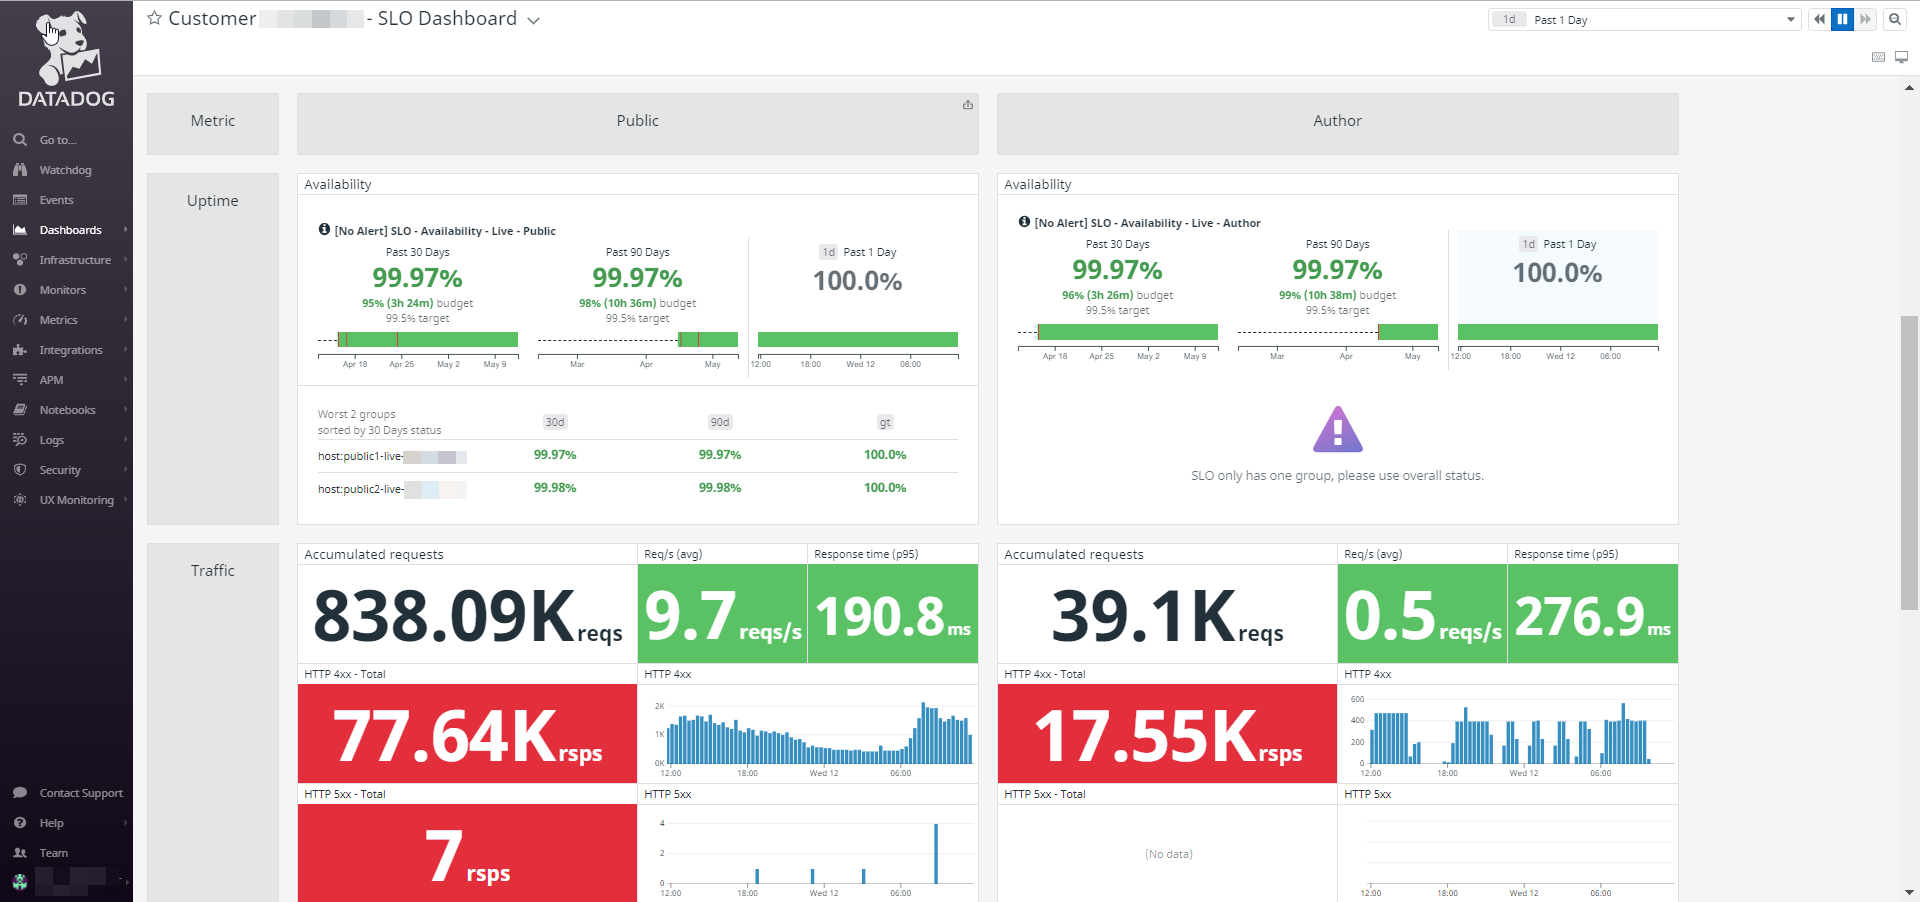 Customer - SLO Dashboard
1d Past 1 Day
DATADOG
Go to...
Watchdog
Events
Dashboards
Infrastructure
Monitors
Metrics
Integrations
APM
Notebooks
Logs
Security
UX Monitoring
Contact Support
Help
Team
Metric
Public
Author
Uptime
Availability
[No Alert] SLO - Availability - Live - Public
Past 30 Days
99.97%
95% (3h 24m) budget
99.5% target
Apr 18 Apr 25 May 2 May 9
Past 90 Days
99.97%
98% (10h 36m) budget
99.5% target
Mar Apr May
1d Past 1 Day
100.0%
12:00 18:00 Wed 12 06:00
Worst 2 groups
sorted by 30 Days status
30d 90d gt
host:public1-live- 99.97% 99.97% 100.0%
host:public2-live- 99.98% 99.98% 100.0%
Availability
[No Alert] SLO - Availability - Live - Author
Past 30 Days
99.97%
96% (3h 26m) budget
99.5% target
Apr 18 Apr 25 May 2 May 9
Past 90 Days
99.97%
99% (10h 38m) budget
99.5% target
Mar Apr May
1d Past 1 Day
100.0%
12:00 18:00 Wed 12 06:00
SLO only has one group, please use overall status.
Traffic
Accumulated requests
838.09K reqs
Req/s (avg)
9.7 reqs/s
Response time (p95)
190.8 ms
HTTP 4xx - Total
77.64K rsps
HTTP 4xx
2K
1K
0K
12:00 18:00 Wed 12 06:00
HTTP 5xx - Total
7 rsps
HTTP 5xx
4
2
0
12:00 18:00 Wed 12 06:00
Accumulated requests
39.1K reqs
Req/s (avg)
0.5 reqs/s
Response time (p95)
276.9 ms
HTTP 4xx - Total
17.55K rsps
HTTP 4xx
600
400
200
0
12:00 18:00 Wed 12 06:00
HTTP 5xx - Total
(No data)
HTTP 5xx
12:00 18:00 Wed 12 06:00